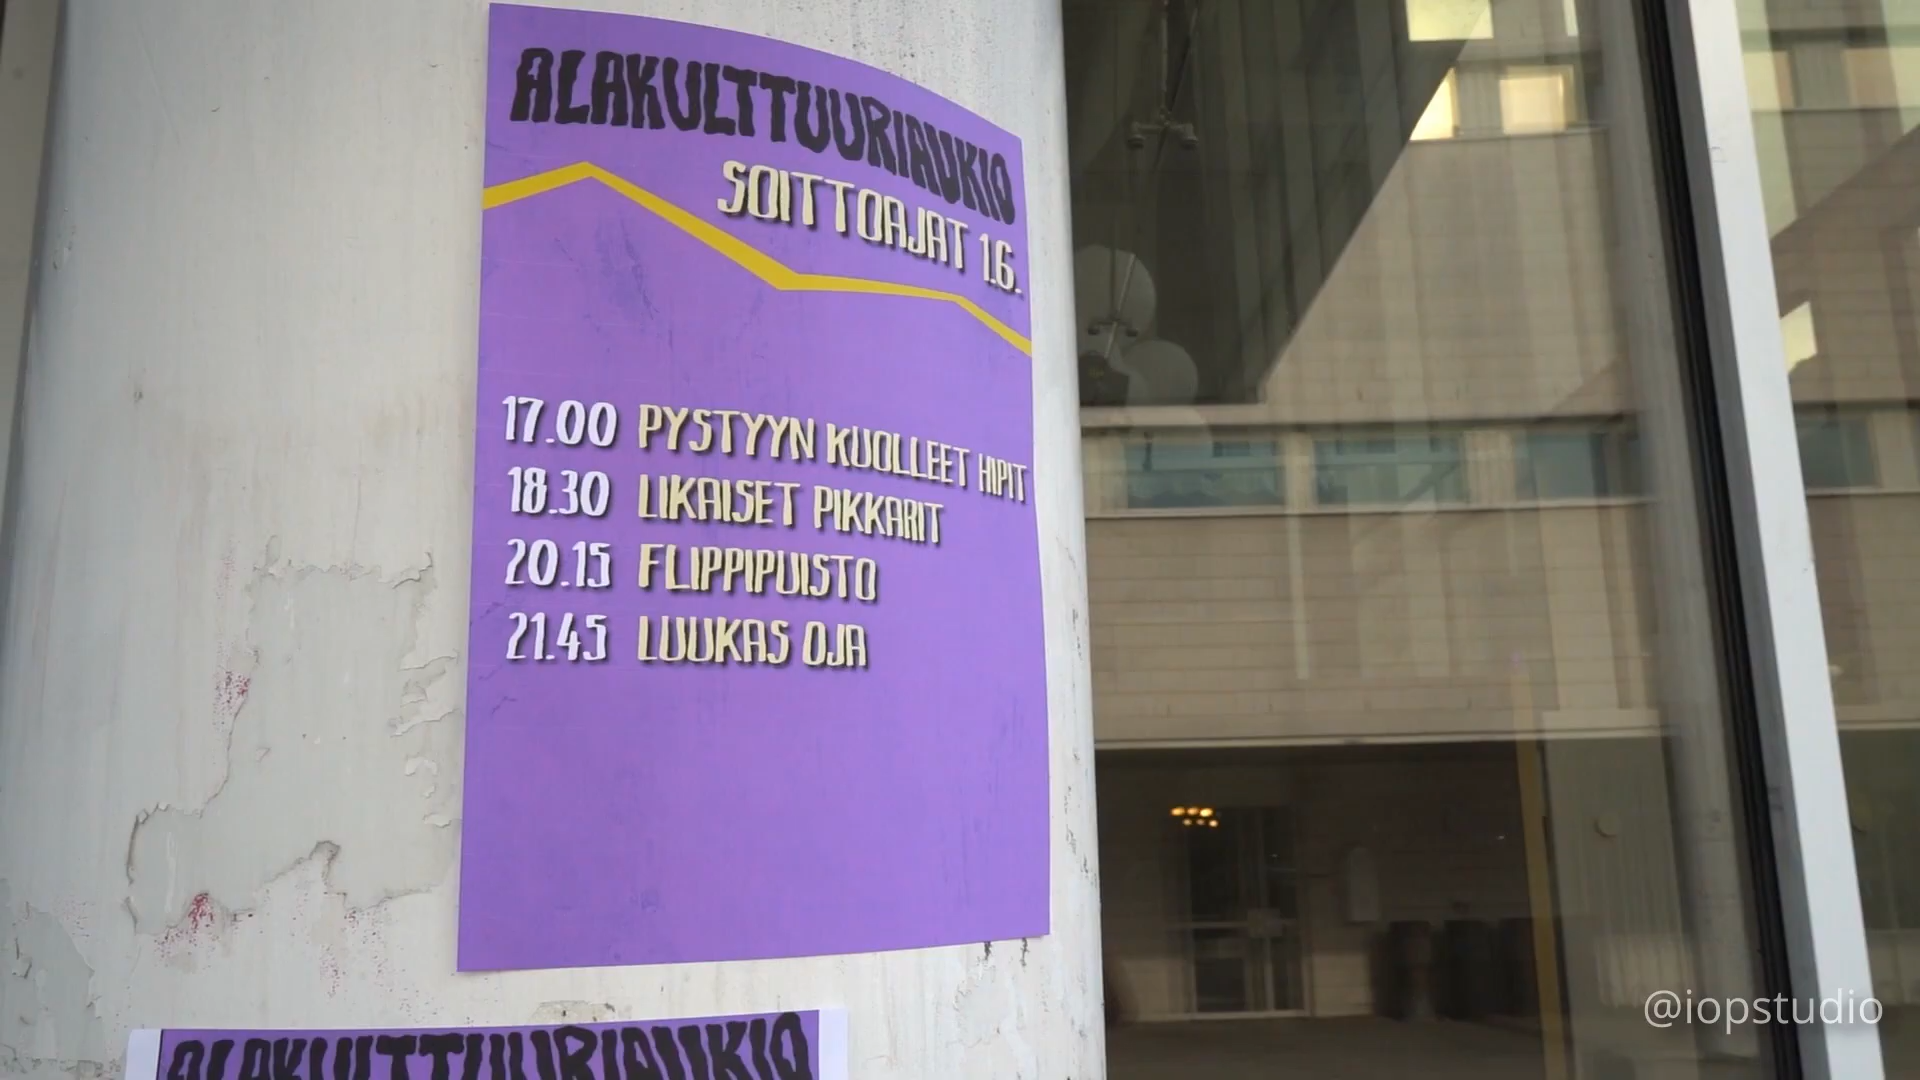 ALAKULTTUURIAUKIO
SOITTOAJAT 1.6.
17.00 PYSTYYN KUOLLEET HIPIT
18.30 LIKAISET PIKKARIT
20.15 FLIPPIPUISTO
21.45 LUUKAS OJA
ALAKULTTUURIAUKIO
@iopstudio